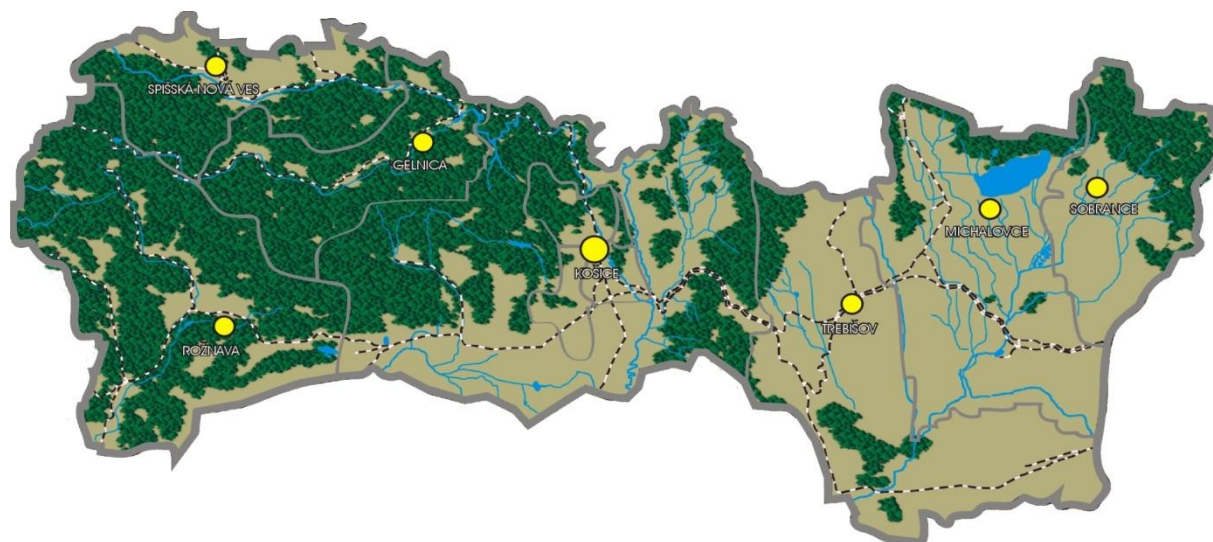 SPIŠSKÁ NOVÁ VES
GELNICA
SOBRANCE
MICHALOVCE
KOŠICE
TREBIŠOV
ROŽŇAVA